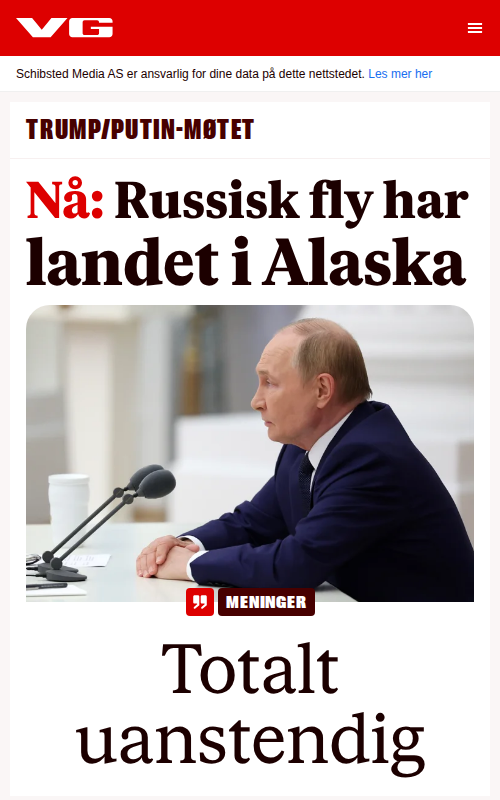 VG
Schibsted Media AS er ansvarlig for dine data på dette nettstedet. Les mer her
TRUMP/PUTIN-MØTET
Nå: Russisk fly har
landet i Alaska
MENINGER
Totalt
uanstendig